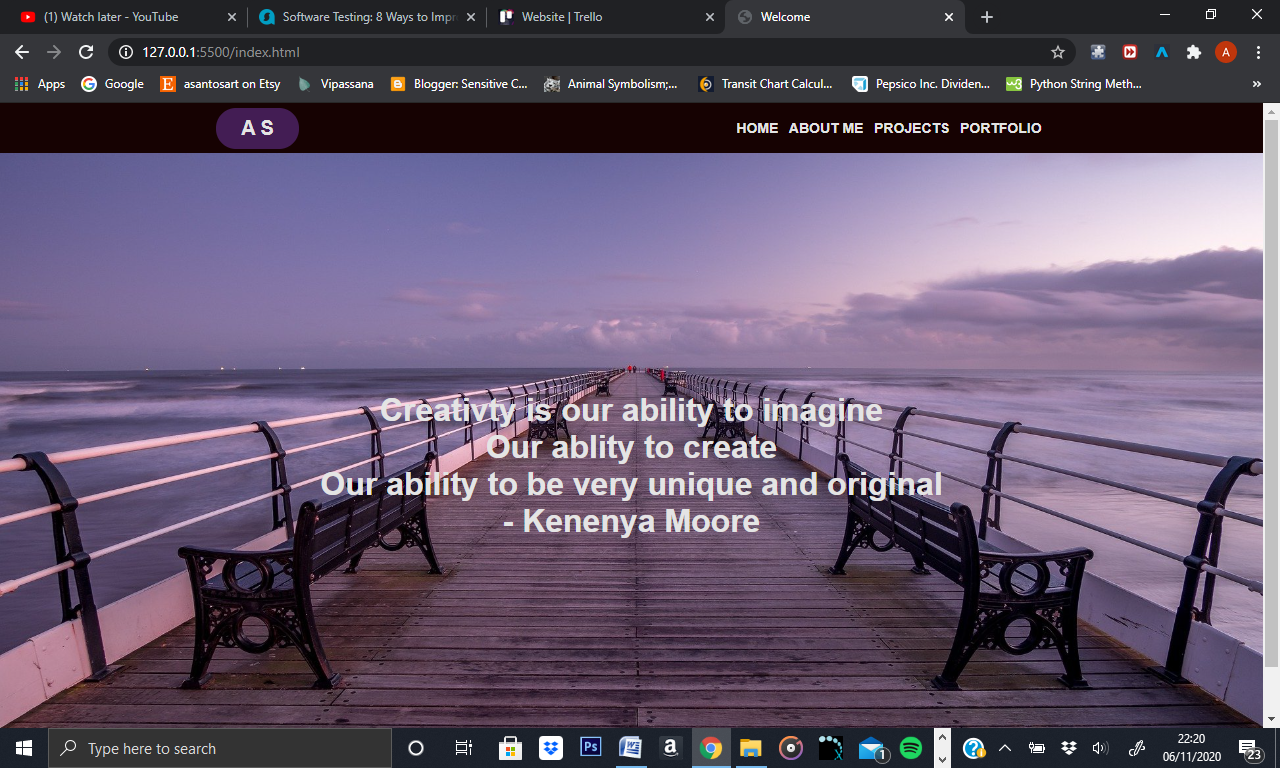 (1) Watch later - YouTube
Software Testing: 8 Ways to Impr
Website | Trello
Welcome
127.0.0.1:5500/index.html
A
Apps
Google
asantosart on Etsy
Vipassana
Blogger: Sensitive C...
Animal Symbolism;...
Transit Chart Calcul...
Pepsico Inc. Dividen...
Python String Meth...
»
A S
HOME ABOUT ME PROJECTS PORTFOLIO
Creativty is our ability to imagine
Our ablity to create
Our ability to be very unique and original
- Kenenya Moore
Type here to search
Ps
1
22:20
06/11/2020
23